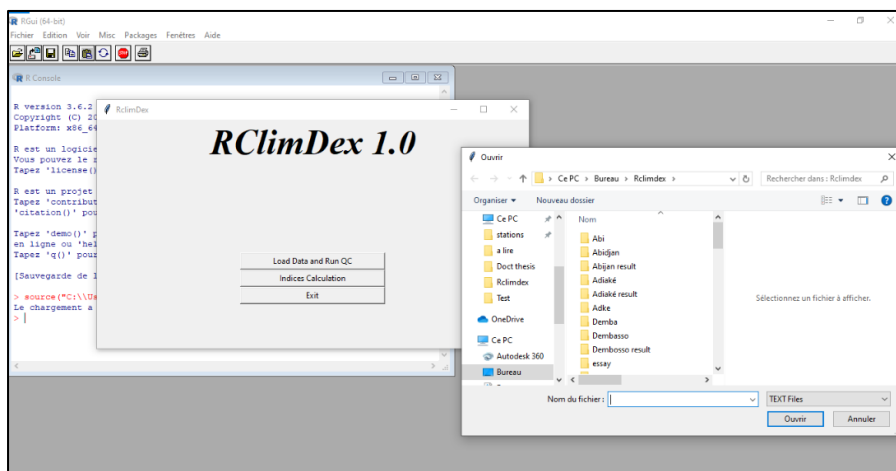 RGui (64-bit)
Fichier Edition Voir Misc Packages Fenêtres Aide
STOP
R Console
R version 3.6.2
Copyright (C) 20
Platform: x86_64
R est un logicie
Vous pouvez le r
Tapez 'license()
R est un projet
Tapez 'contribut
'citation()' pou
Tapez 'demo()' p
en ligne ou 'hel
Tapez 'q()' pour
[Sauvegarde de l
> source("C:\\Us
Le chargement a
>
RclimDex
RClimDex 1.0
Load Data and Run QC
Indices Calculation
Exit
Ouvrir
Ce PC > Bureau > Rclimdex >
Rechercher dans : Rclimdex
Organiser
Nouveau dossier
Ce PC
stations
a lire
Doct thesis
Rclimdex
Test
OneDrive
Ce PC
Autodesk 360
Bureau
Nom
Abi
Abidjan
Abijan result
Adiaké
Adiaké result
Adke
Demba
Dembasso
Dembosso result
essay
Sélectionnez un fichier à afficher.
Nom du fichier :
TEXT Files
Ouvrir
Annuler